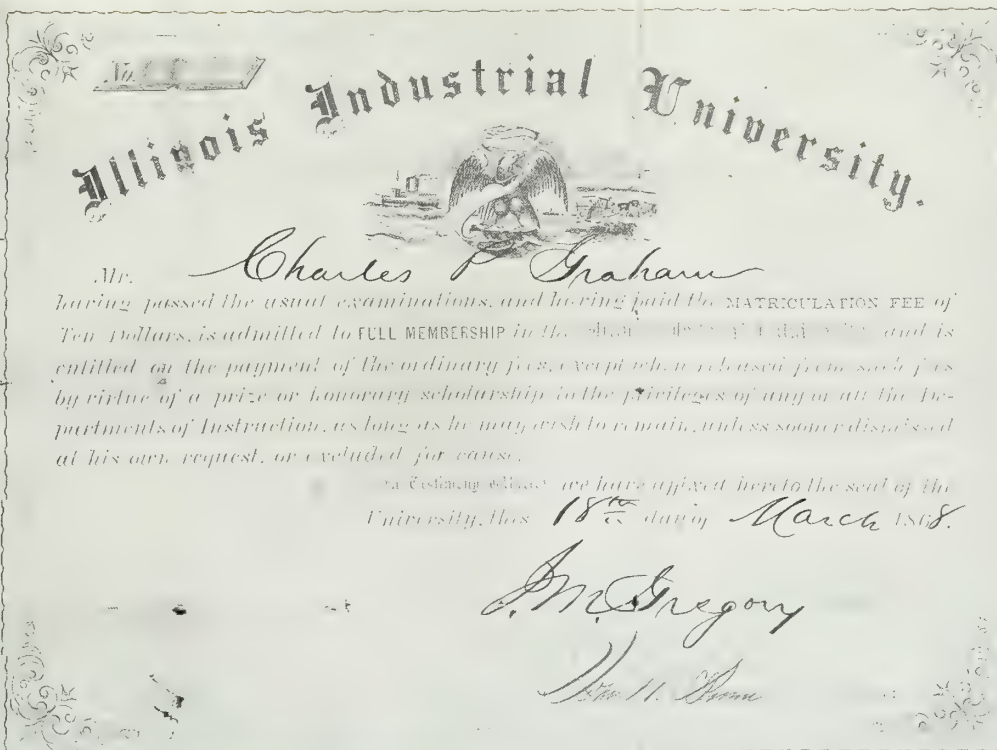 No.
Illinois Industrial University.
Mr. Charles P Graham
having passed the usual examinations, and having paid the MATRICULATION FEE of
Ten Dollars, is admitted to FULL MEMBERSHIP in the and is
entitled on the payment of the ordinary fees, except when released from such fees
by virtue of a prize or honorary scholarship to the privileges of any or all the De-
partments of Instruction, as long as he may wish to remain, unless sooner dismissed
at his own request, or excluded for cause.
we have affixed hereto the seal of the
University, this 18th day of March 1868.
J. M. Gregory